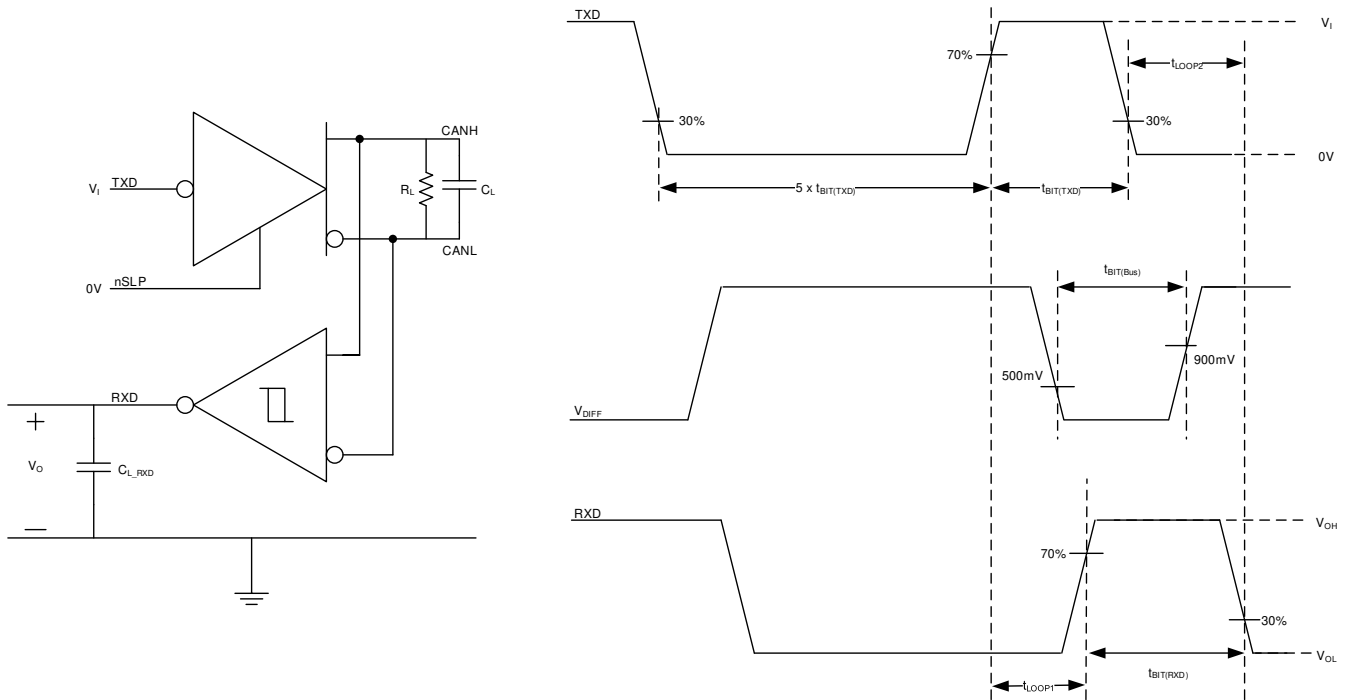 CANH
TXD
V_I
R_L
C_L
CANL
nSLP
0V
RXD
+
V_O
C_L_RXD
—
TXD
V_I
70%
t_LOOP2
30%
30%
0V
5 x t_BIT(TXD)
t_BIT(TXD)
t_BIT(Bus)
900mV
500mV
V_DIFF
RXD
V_OH
70%
30%
V_OL
t_BIT(RXD)
t_LOOP1